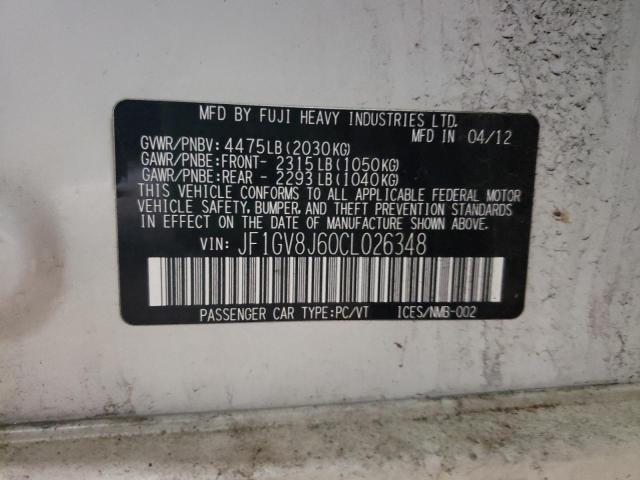 MFD BY FUJI HEAVY INDUSTRIES LTD.
MFD IN 04/12
GVWR/PNBV: 4475LB(2030KG)
GAWR/PNBE:FRONT- 2315LB(1050KG)
GAWR/PNBE:REAR - 2293LB(1040KG)
THIS VEHICLE CONFORMS TO ALL APPLICABLE FEDERAL MOTOR
VEHICLE SAFETY, BUMPER, AND THEFT PREVENTION STANDARDS
IN EFFECT ON THE DATE OF MANUFACTURE SHOWN ABOVE.
VIN: JF1GV8J60CL026348
PASSENGER CAR TYPE:PC/VT ICES/NMB-002